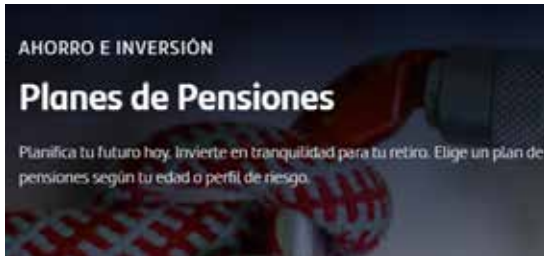 AHORRO E INVERSIÓN
Planes de Pensiones
Planifica tu futuro hoy. Invierte en tranquilidad para tu retiro. Elige un plan de
pensiones según tu edad o perfil de riesgo.